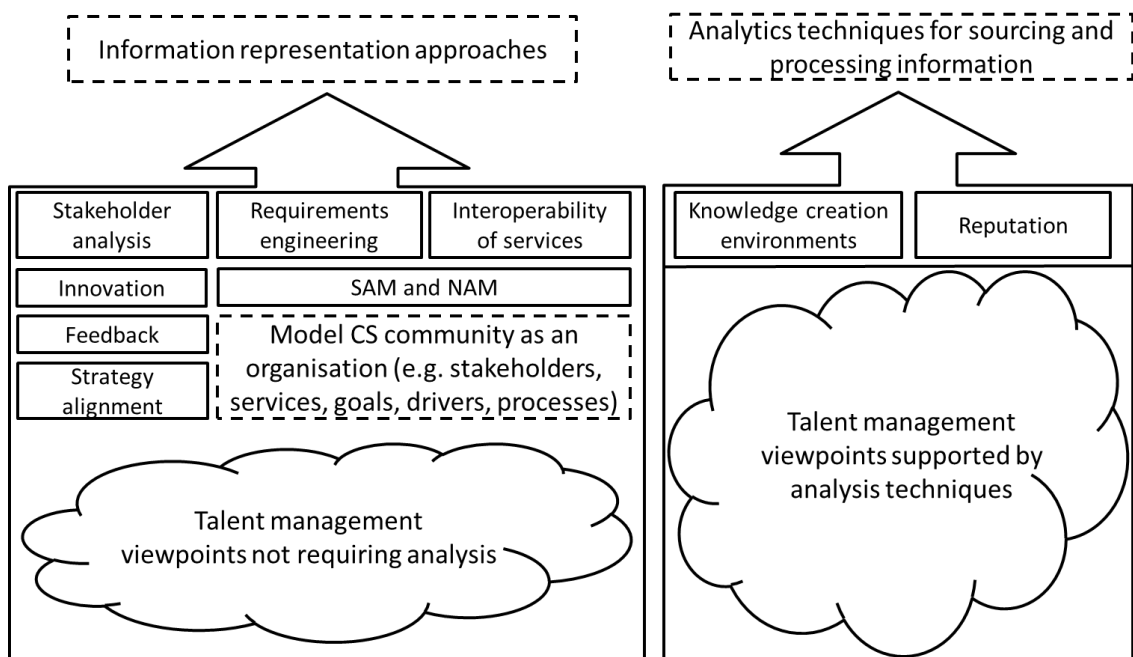 Information representation approaches
Analytics techniques for sourcing and
processing information
Stakeholder
analysis
Requirements
engineering
Interoperability
of services
Innovation
SAM and NAM
Feedback
Strategy
alignment
Model CS community as an
organisation (e.g. stakeholders,
services, goals, drivers, processes)
Talent management
viewpoints not requiring analysis
Knowledge creation
environments
Reputation
Talent management
viewpoints supported by
analysis techniques